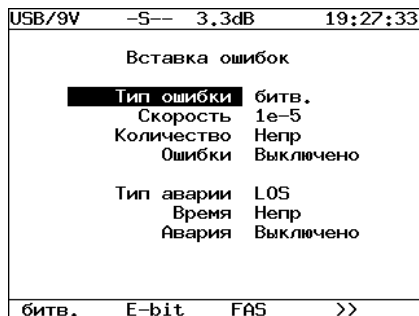 USB/9V -S-- 3.3dB 19:27:33
Вставка ошибок
Тип ошибки битв.
Скорость 1e-5
Количество Непр
Ошибки Выключено
Тип аварии LOS
Время Непр
Авария Выключено
битв. E-bit FAS >>